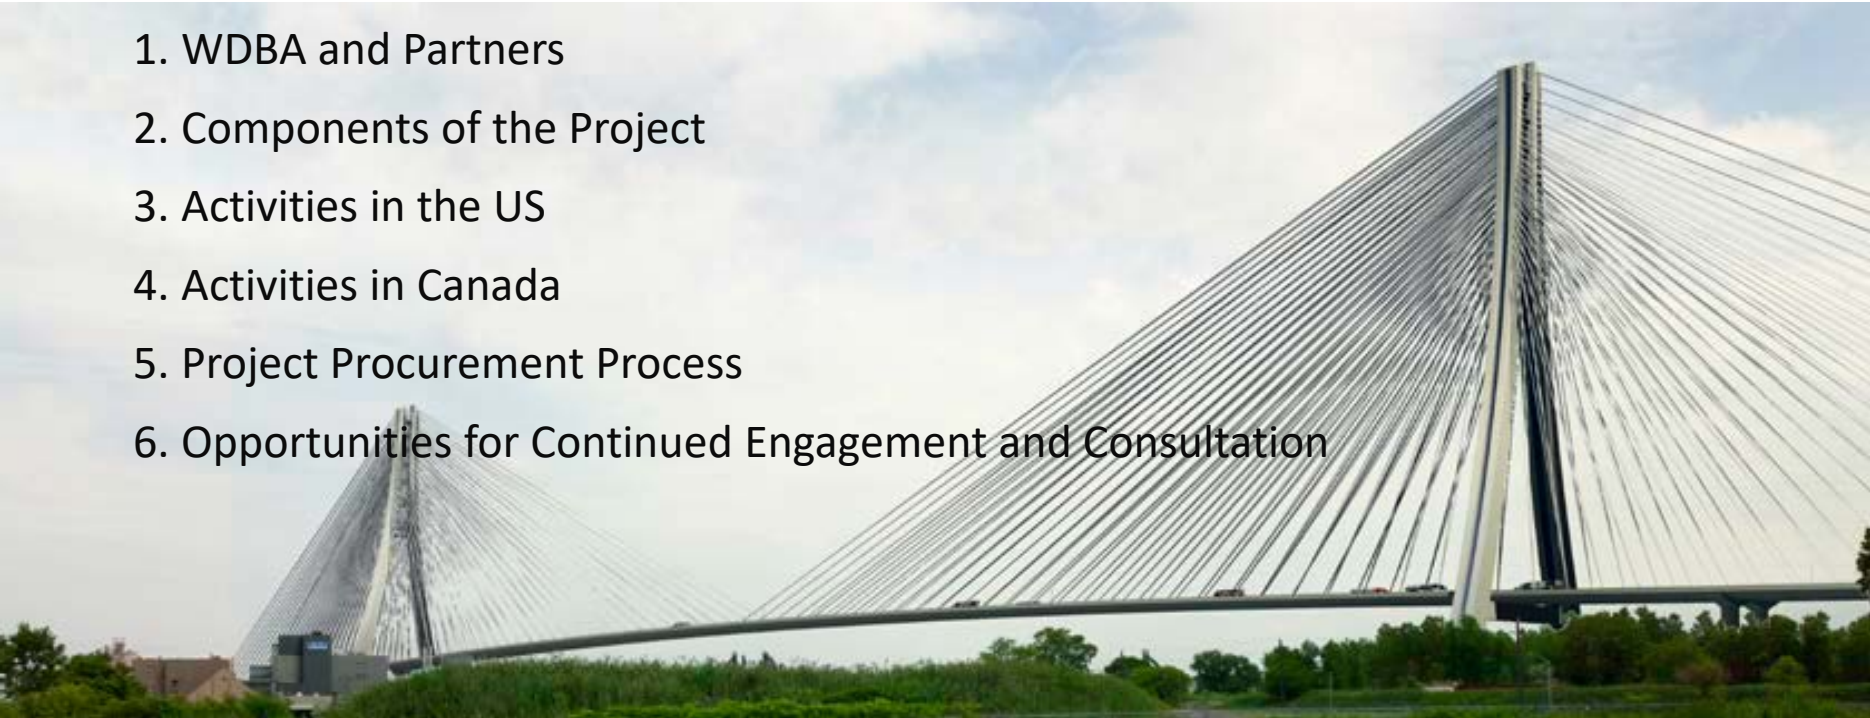 1. WDBA and Partners
2. Components of the Project
3. Activities in the US
4. Activities in Canada
5. Project Procurement Process
6. Opportunities for Continued Engagement and Consultation